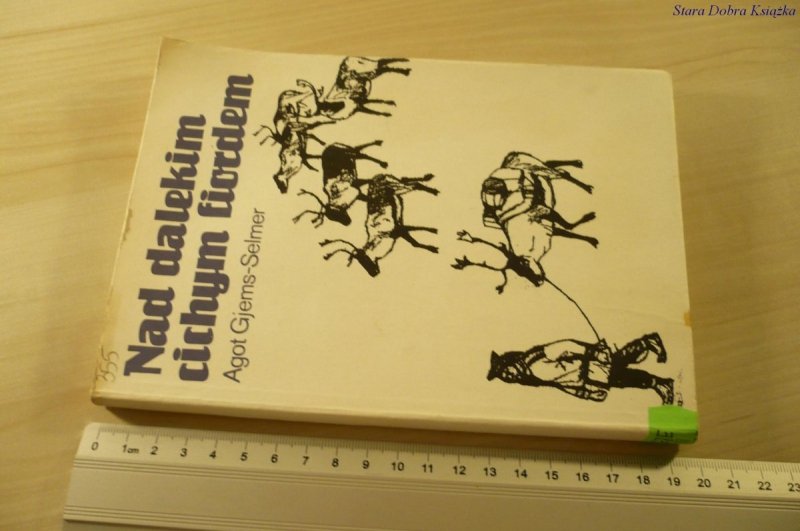 Stara Dobra Książka
Nad dalekim
cichym fiordem
Agot Gjems-Selmer
355
0 1cm 2 3 4 5 6 7 8 9 10 11 12 13 14 15 16 17 18 19 20 21 22 23